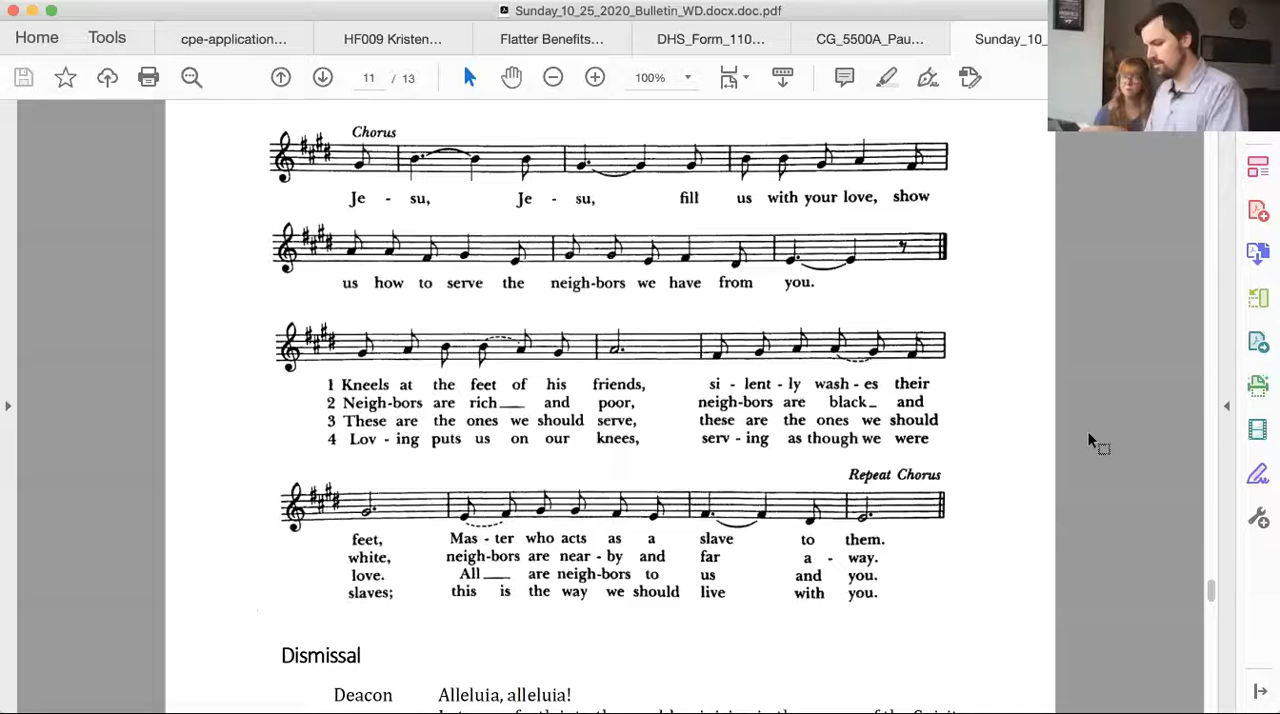 Sunday_10_25_2020_Bulletin_WD.docx.doc.pdf
Home Tools cpe-application... HF009 Kristen... Flatter Benefits... DHS_Form_110... CG_5500A_Pau... Sunday_10_
11 / 13 100%
Chorus
Je - su, Je - su, fill us with your love, show
us how to serve the neigh-bors we have from you.
1 Kneels at the feet of his friends, si - lent - ly wash - es their
2 Neigh-bors are rich___ and poor, neigh-bors are black_ and
3 These are the ones we should serve, these are the ones we should
4 Lov - ing puts us on our knees, serv - ing as though we were
Repeat Chorus
feet, Mas - ter who acts as a slave to them.
white, neigh-bors are near - by and far a - way.
love. All___ are neigh-bors to us and you.
slaves; this is the way we should live with you.
Dismissal
Deacon Alleluia, alleluia!